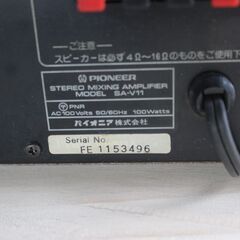 ご注意
スピーカーは必ず4Ω～16Ωのものをご使用下
PIONEER
STEREO MIXING AMPLIFIER
MODEL SA-V11
PNR
AC 100Volts 50/60Hz 100Watts
パイオニア株式会社
Serial No.
FE 1153496